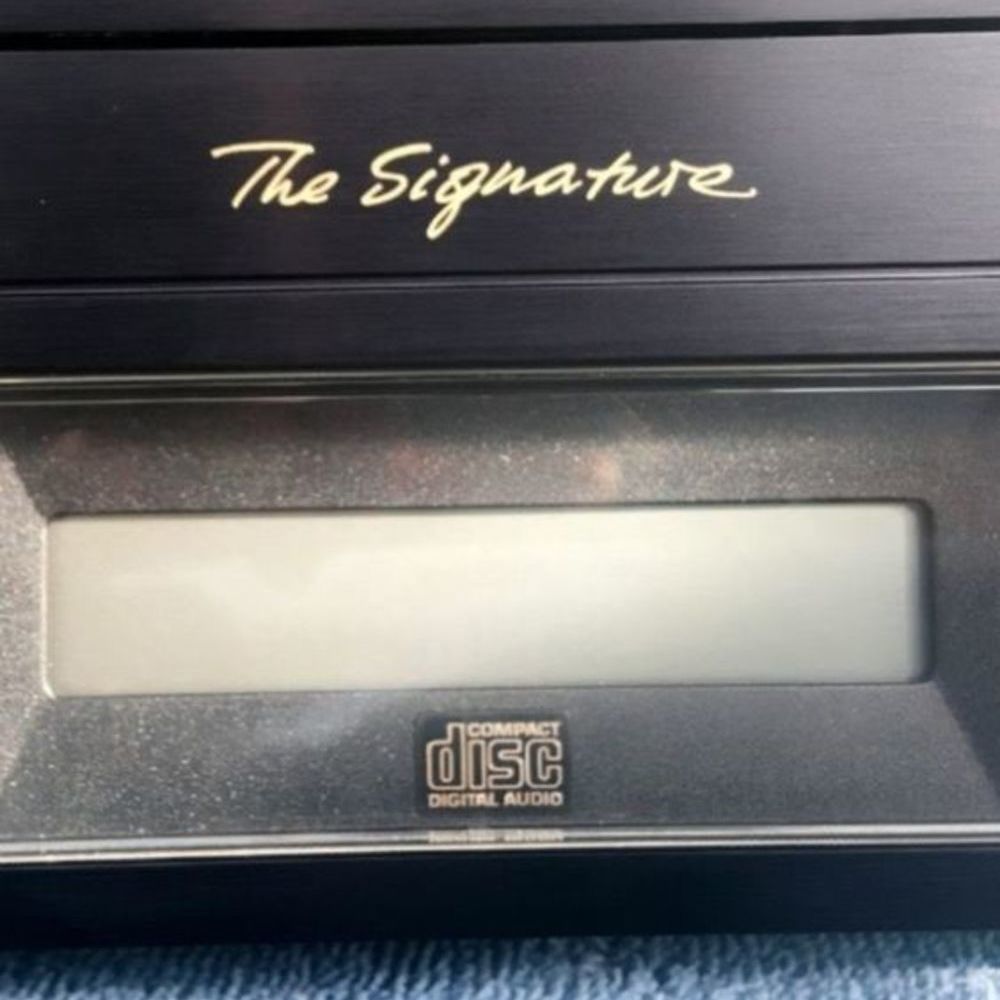 The Signature
COMPACT
disc
DIGITAL AUDIO